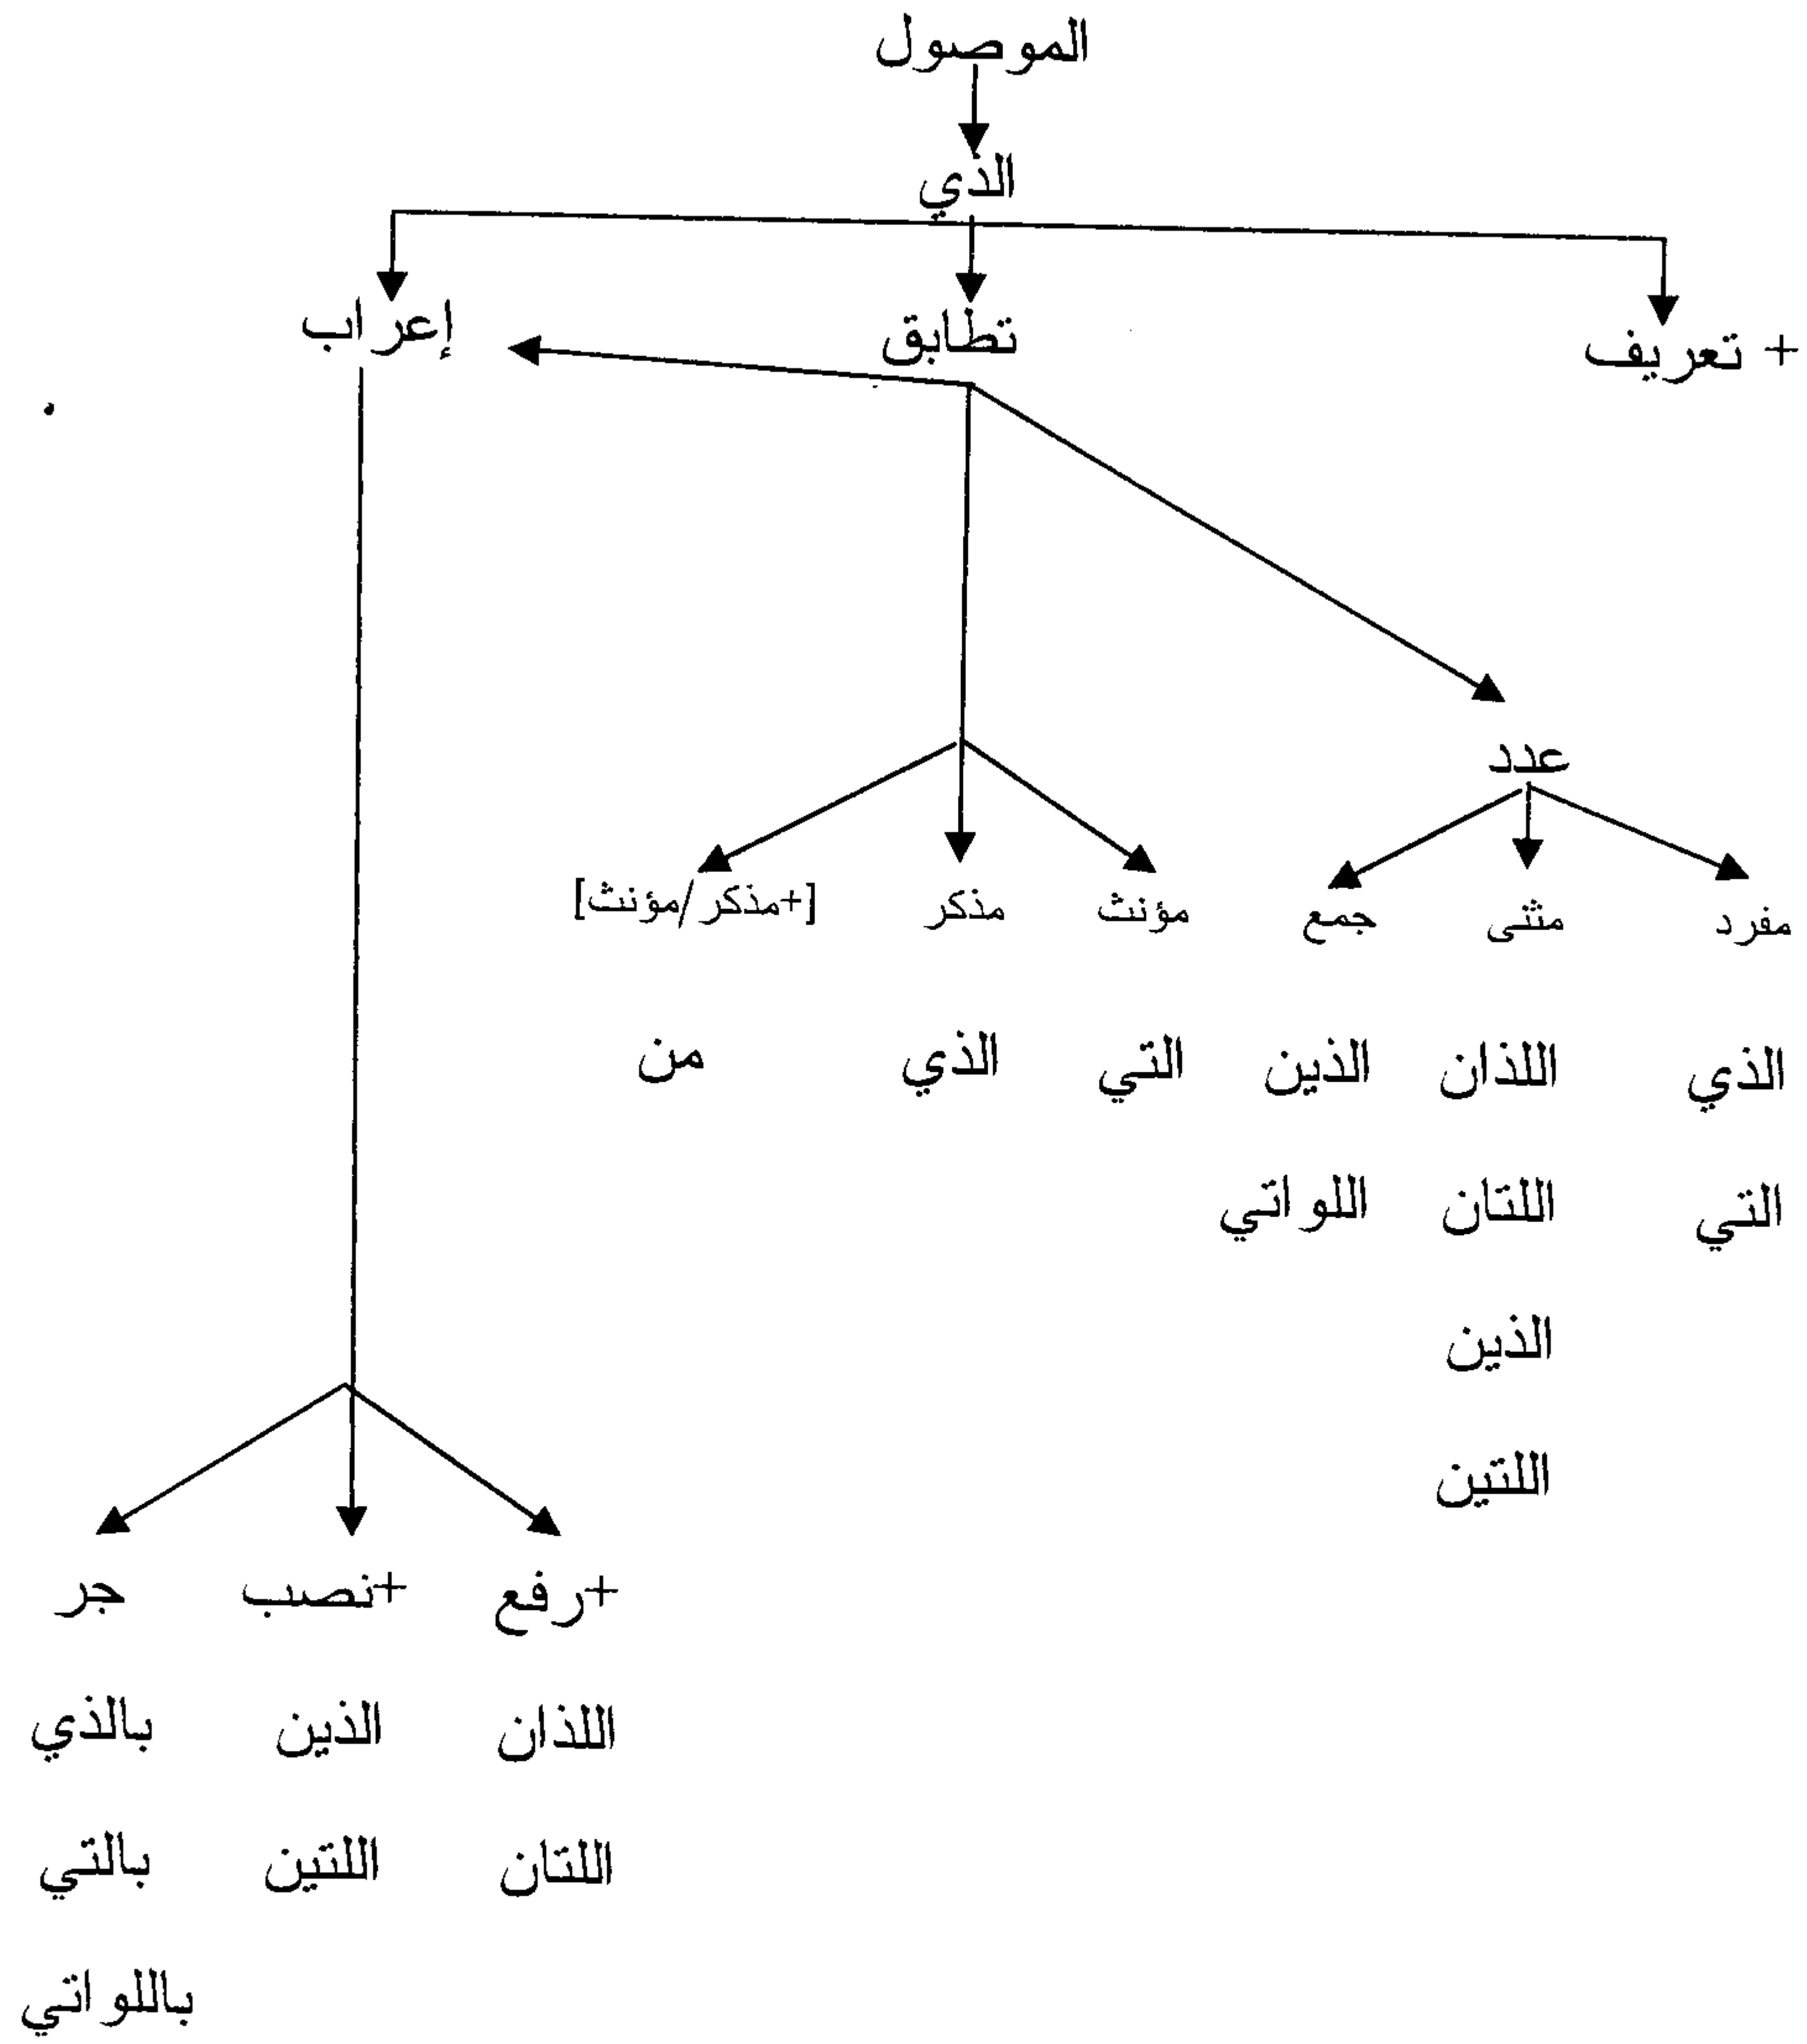 الموصول
الذي
+ تعريف تطابق إعراب
عدد
مفرد مثنى جمع مؤنث مذكر [+مذكر/مؤنث]
الذي اللذان الذين التي الذي من
التي اللتان اللواتي
الذين
اللتين
+رفع +نصب جر
اللذان الذين بالذي
اللتان اللتين بالتي
باللواتي